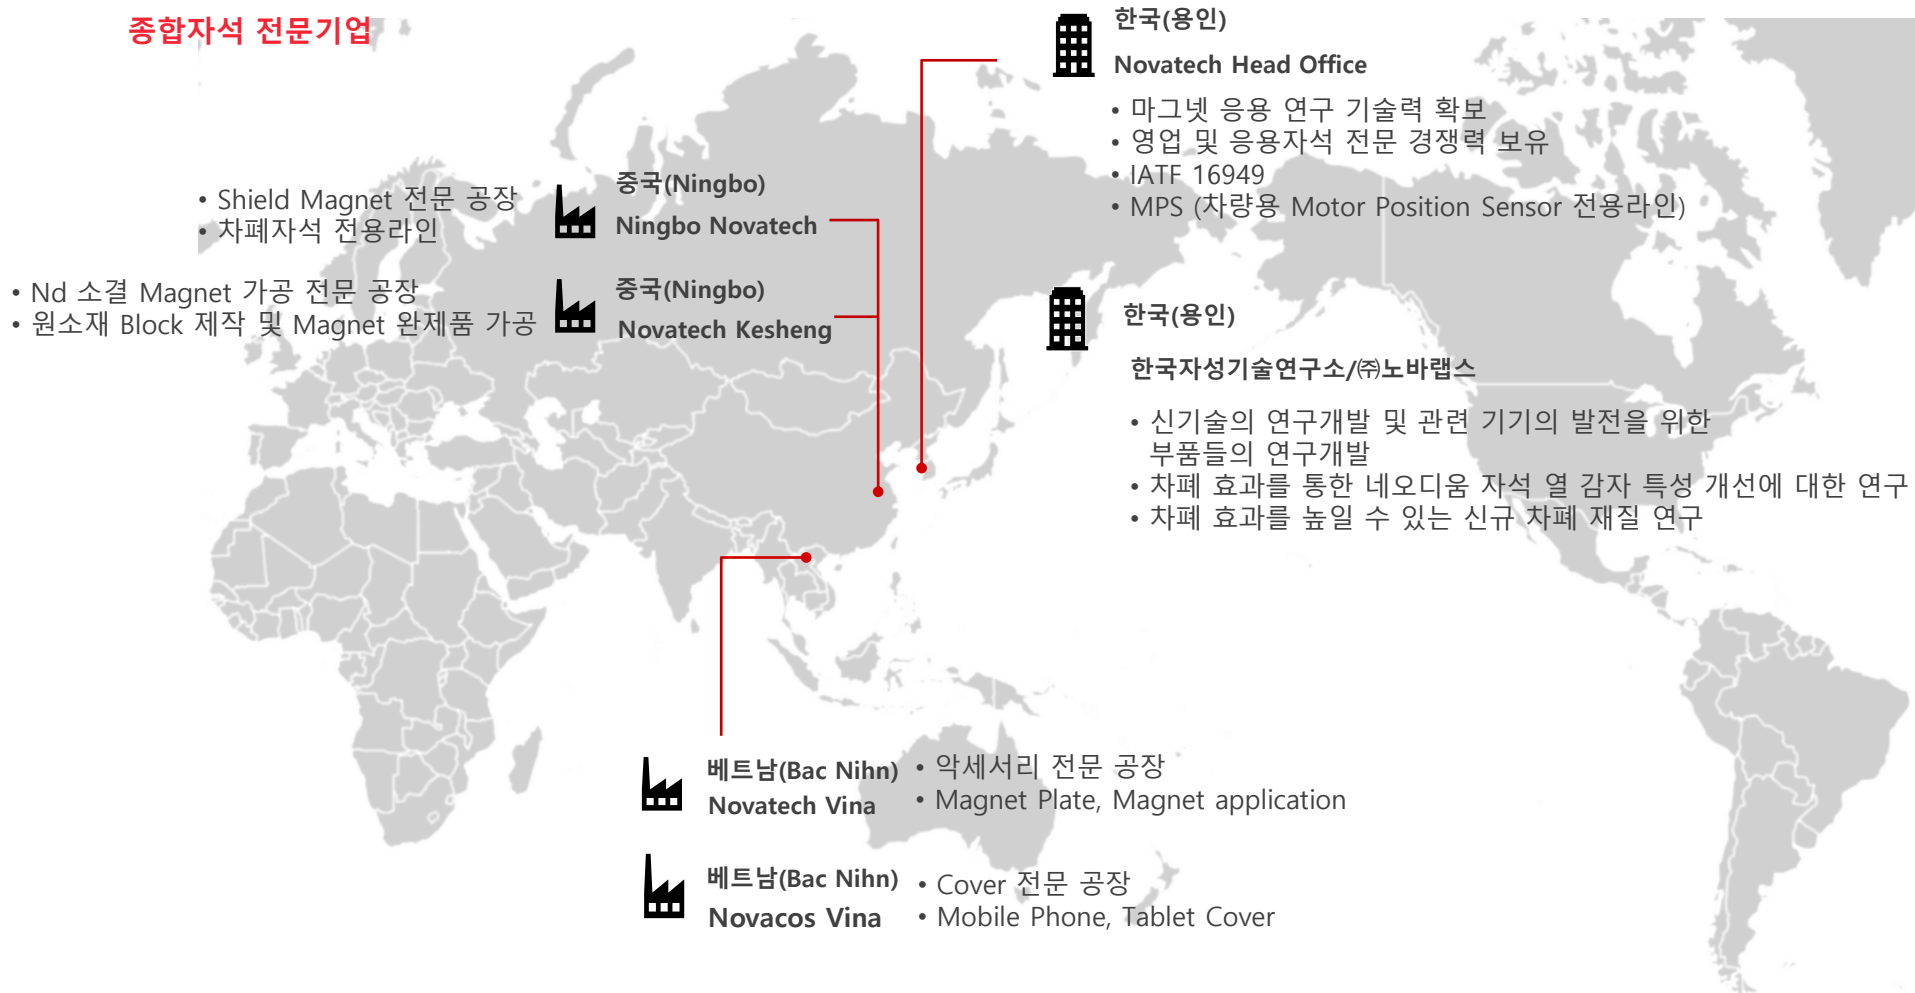 종합자석 전문기업
한국(용인)
Novatech Head Office
• 마그넷 응용 연구 기술력 확보
• 영업 및 응용자석 전문 경쟁력 보유
• IATF 16949
• MPS (차량용 Motor Position Sensor 전용라인)
• Shield Magnet 전문 공장
• 차폐자석 전용라인
중국(Ningbo)
Ningbo Novatech
• Nd 소결 Magnet 가공 전문 공장
• 원소재 Block 제작 및 Magnet 완제품 가공
중국(Ningbo)
Novatech Kesheng
한국(용인)
한국자성기술연구소/㈜노바랩스
• 신기술의 연구개발 및 관련 기기의 발전을 위한
부품들의 연구개발
• 차폐 효과를 통한 네오디움 자석 열 감자 특성 개선에 대한 연구
• 차폐 효과를 높일 수 있는 신규 차폐 재질 연구
베트남(Bac Nihn)
Novatech Vina
• 악세서리 전문 공장
• Magnet Plate, Magnet application
베트남(Bac Nihn)
Novacos Vina
• Cover 전문 공장
• Mobile Phone, Tablet Cover